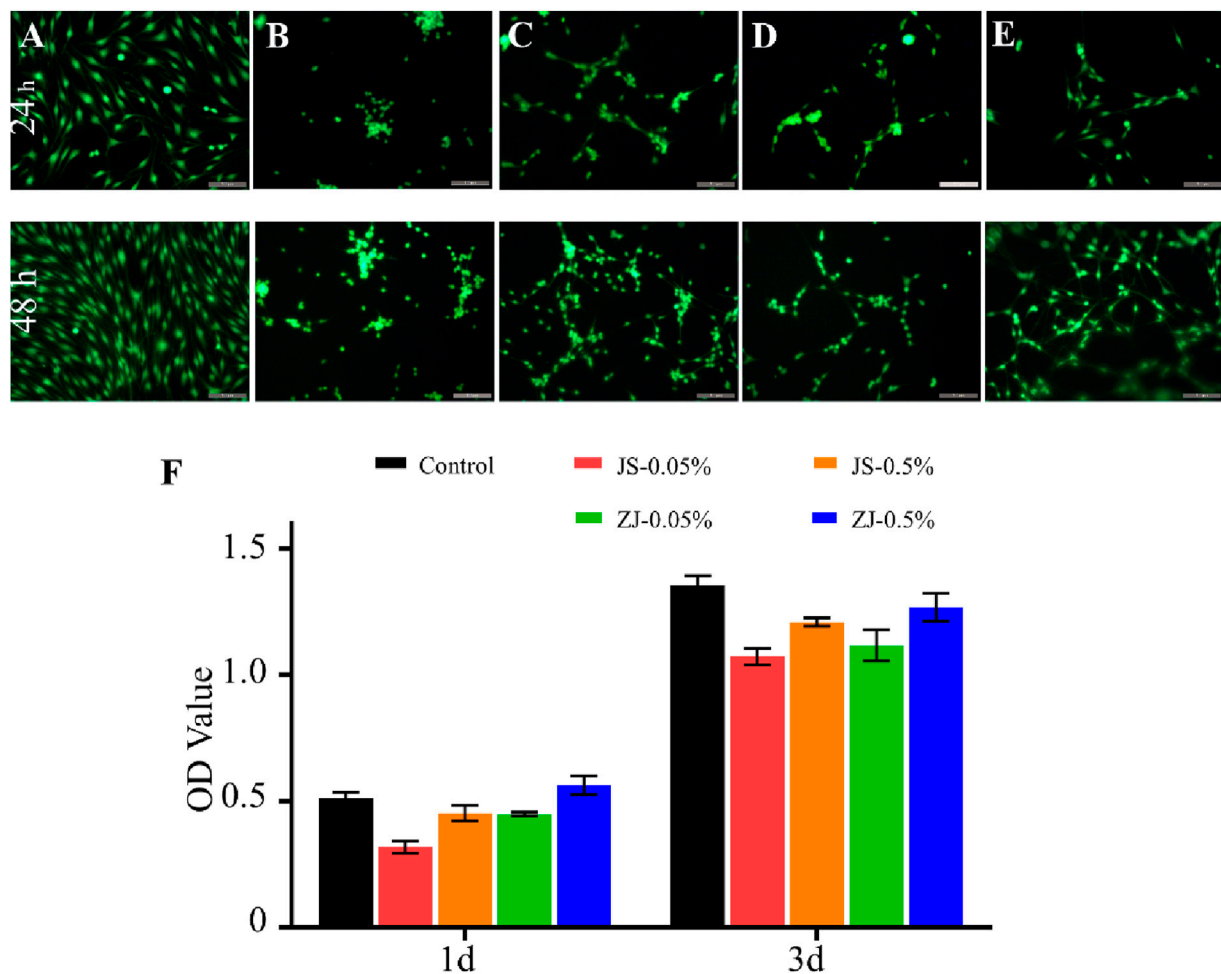 A
B
C
D
E
24 h
48 h
F
Control
JS-0.05%
JS-0.5%
ZJ-0.05%
ZJ-0.5%
OD Value
1.5
1.0
0.5
0
1d
3d